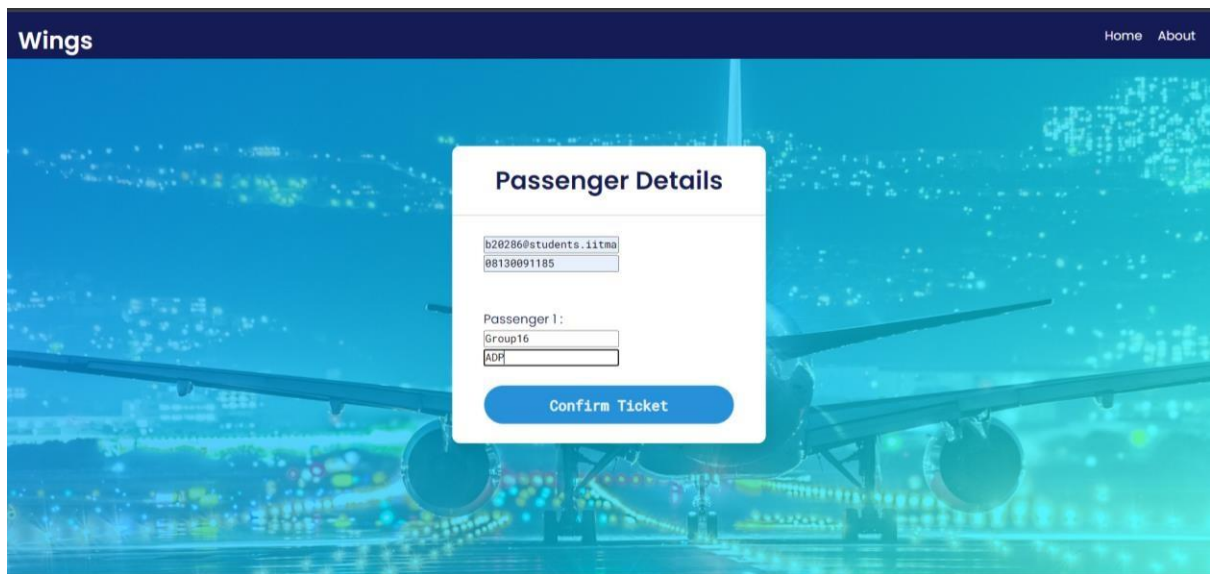 Wings
Home About
Passenger Details
b20286@students.iitma
08130091185
Passenger 1 :
Group16
ADP
Confirm Ticket